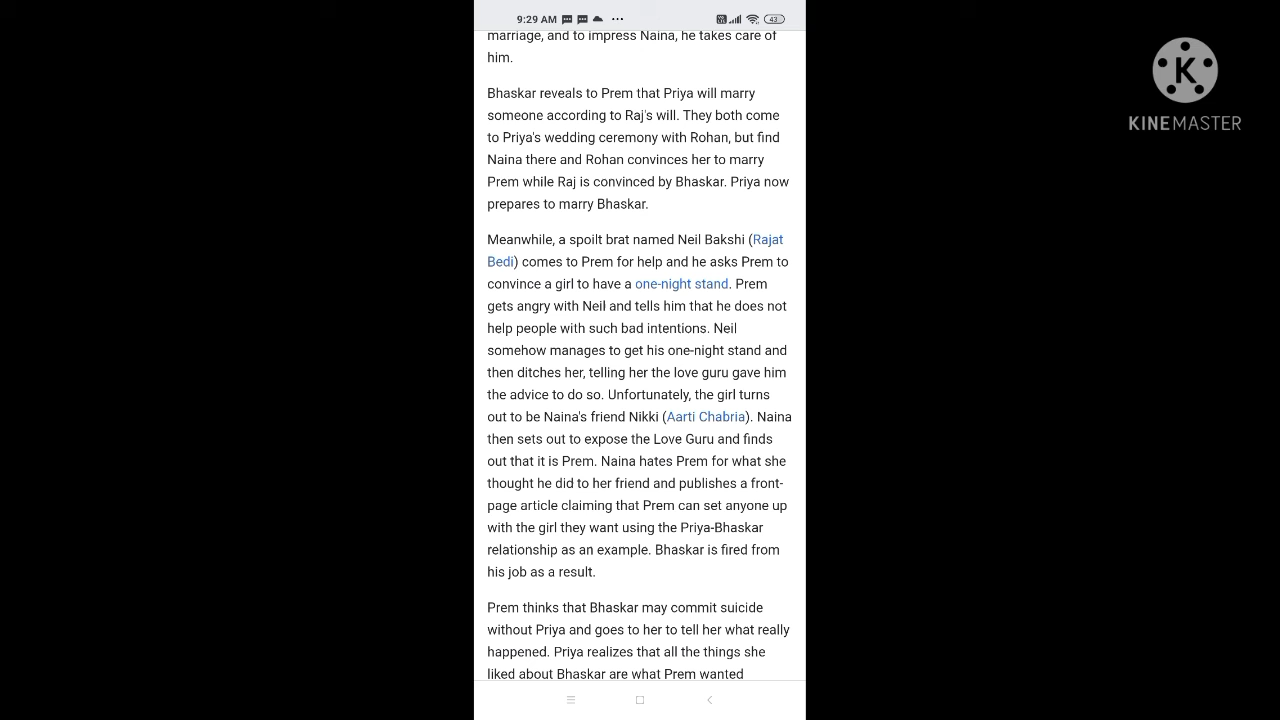 9:29 AM
43
K
KINEMASTER
marriage, and to impress Naina, he takes care of
him.
Bhaskar reveals to Prem that Priya will marry
someone according to Raj's will. They both come
to Priya's wedding ceremony with Rohan, but find
Naina there and Rohan convinces her to marry
Prem while Raj is convinced by Bhaskar. Priya now
prepares to marry Bhaskar.
Meanwhile, a spoilt brat named Neil Bakshi (Rajat
Bedi) comes to Prem for help and he asks Prem to
convince a girl to have a one-night stand. Prem
gets angry with Neil and tells him that he does not
help people with such bad intentions. Neil
somehow manages to get his one-night stand and
then ditches her, telling her the love guru gave him
the advice to do so. Unfortunately, the girl turns
out to be Naina's friend Nikki (Aarti Chabria). Naina
then sets out to expose the Love Guru and finds
out that it is Prem. Naina hates Prem for what she
thought he did to her friend and publishes a front-
page article claiming that Prem can set anyone up
with the girl they want using the Priya-Bhaskar
relationship as an example. Bhaskar is fired from
his job as a result.
Prem thinks that Bhaskar may commit suicide
without Priya and goes to her to tell her what really
happened. Priya realizes that all the things she
liked about Bhaskar are what Prem wanted